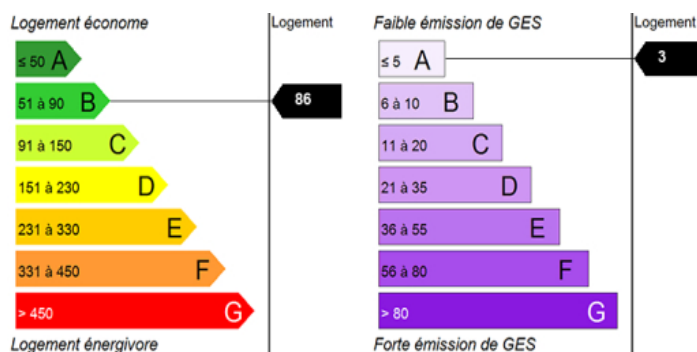 Logement économe
Logement
≤ 50 A
51 à 90 B
86
91 à 150 C
151 à 230 D
231 à 330 E
331 à 450 F
> 450 G
Logement énergivore
Faible émission de GES
Logement
≤ 5 A
3
6 à 10 B
11 à 20 C
21 à 35 D
36 à 55 E
56 à 80 F
> 80 G
Forte émission de GES